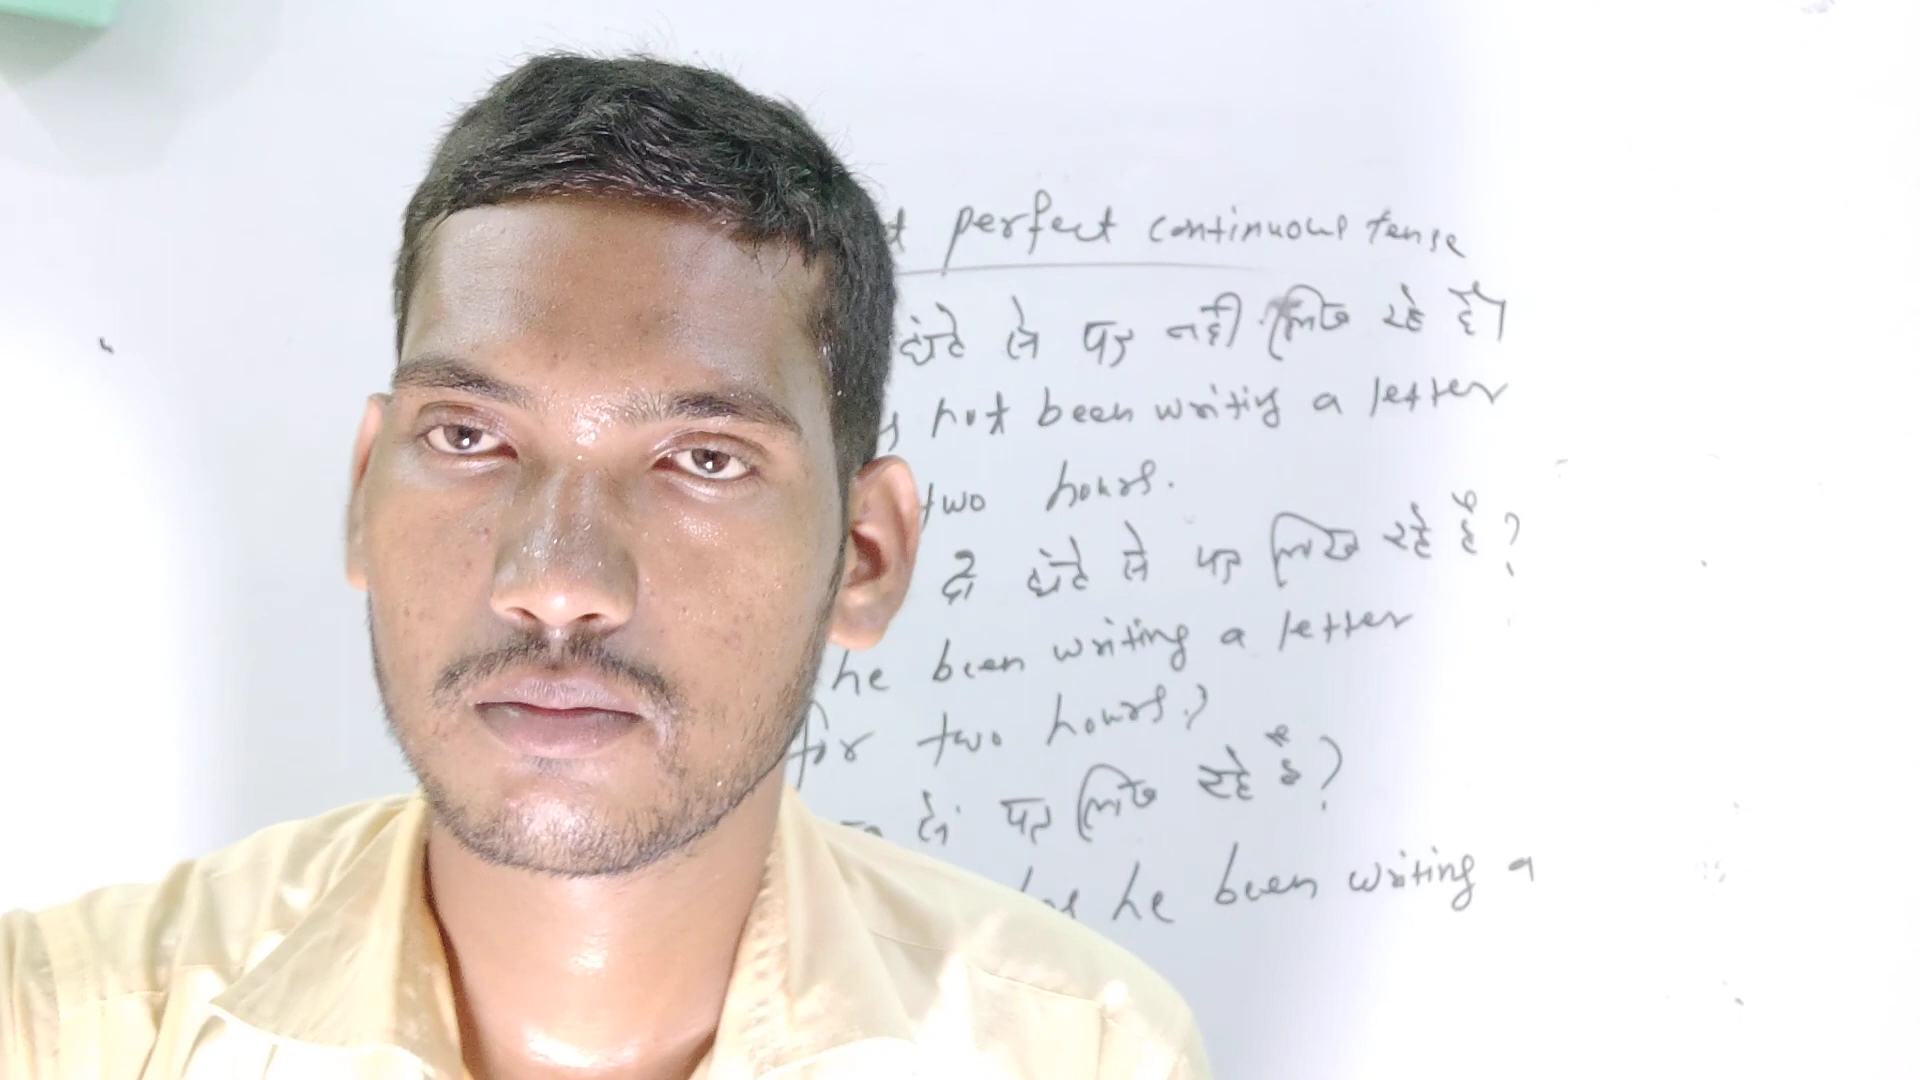 perfect continuous tense
घंटे से पत्र नहीं लिख रहे हैं।
not been writing a letter
two hours.
दो घंटे से पत्र लिख रहे हैं?
he been writing a letter
for two hours?
से पत्र लिख रहे हैं?
he been writing a